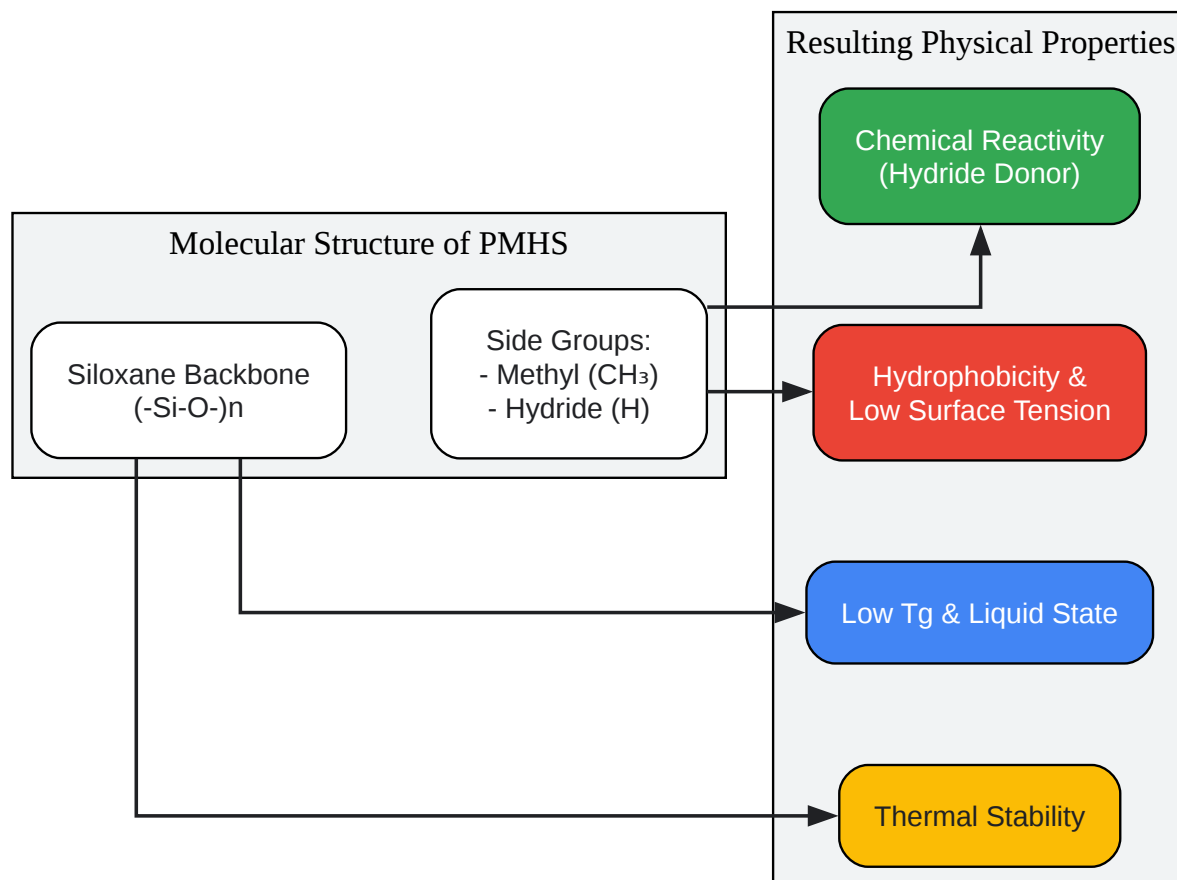 Molecular Structure of PMHS
Siloxane Backbone
(-Si-O-)n
Side Groups:
- Methyl (CH₃)
- Hydride (H)
Resulting Physical Properties
Chemical Reactivity
(Hydride Donor)
Hydrophobicity &
Low Surface Tension
Low Tg & Liquid State
Thermal Stability